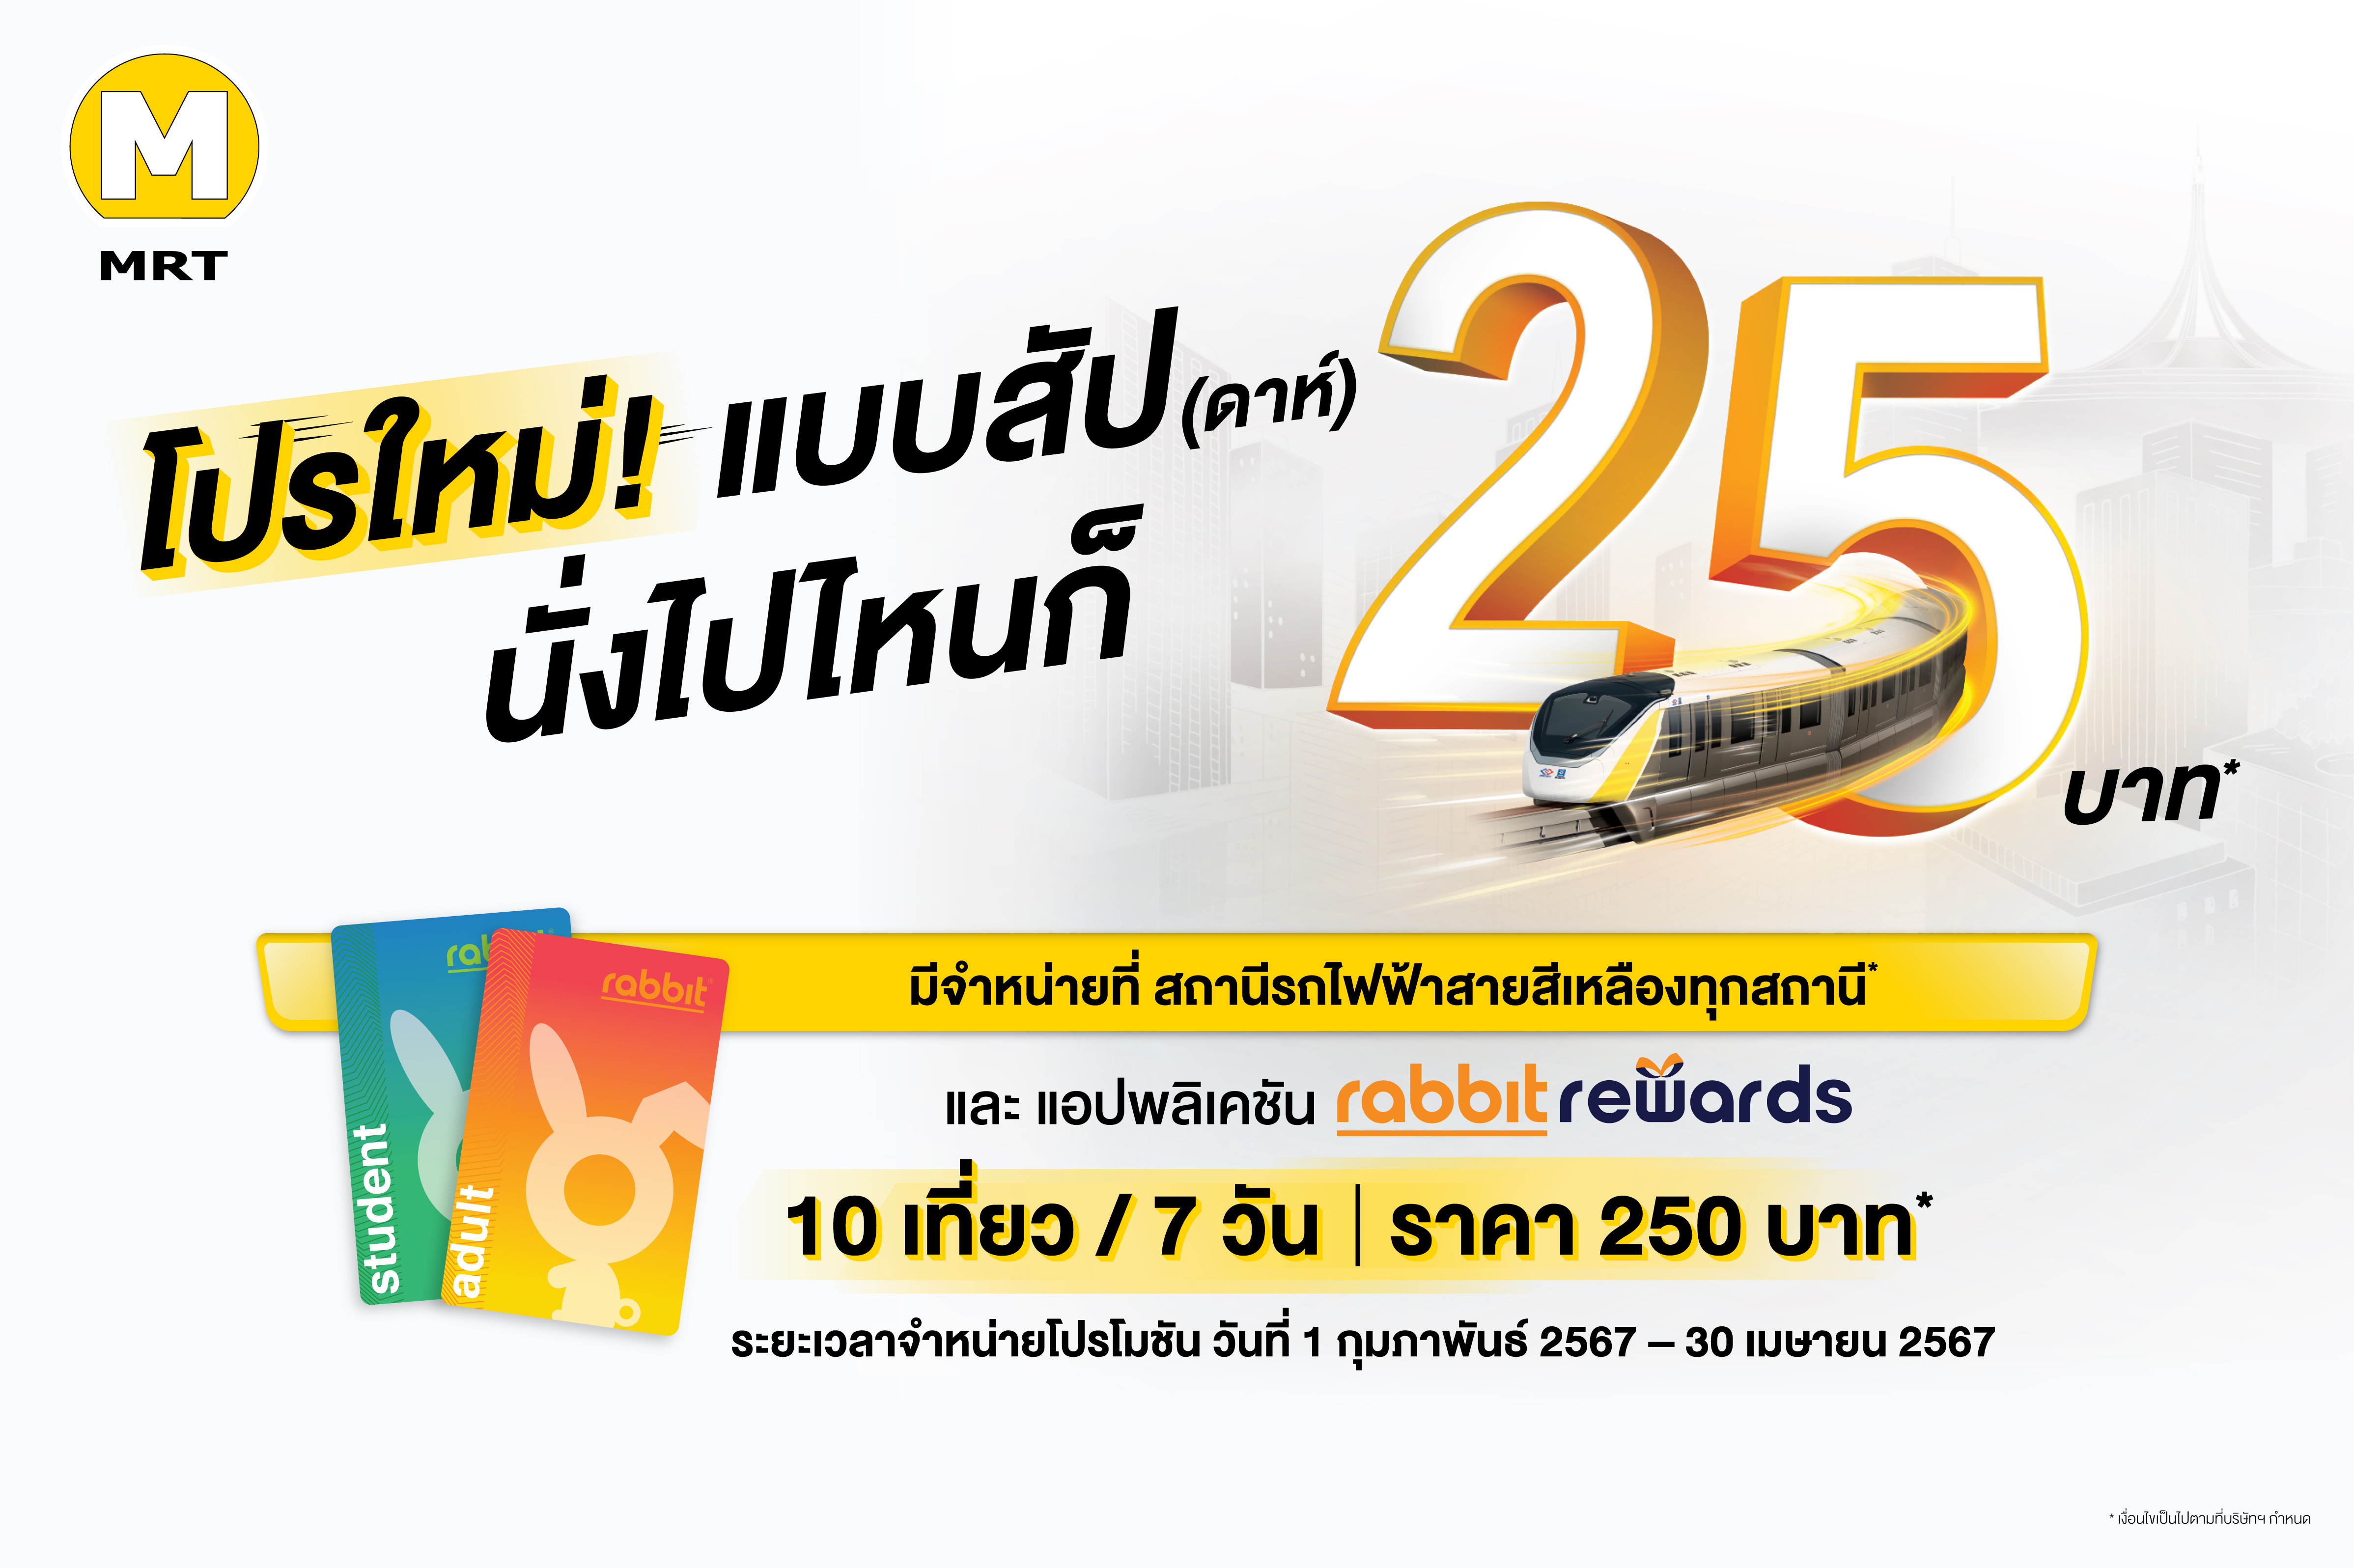 M
MRT
โปรใหม่! แบบสัป(ดาห์)
นั่งไปไหนก็
25
บาท*
มีจำหน่ายที่ สถานีรถไฟฟ้าสายสีเหลืองทุกสถานี*
และ แอปพลิเคชัน rabbit rewards
rabbit
student
adult
10 เที่ยว / 7 วัน | ราคา 250 บาท*
ระยะเวลาจำหน่ายโปรโมชัน วันที่ 1 กุมภาพันธ์ 2567 – 30 เมษายน 2567
* เงื่อนไขเป็นไปตามที่บริษัทฯ กำหนด